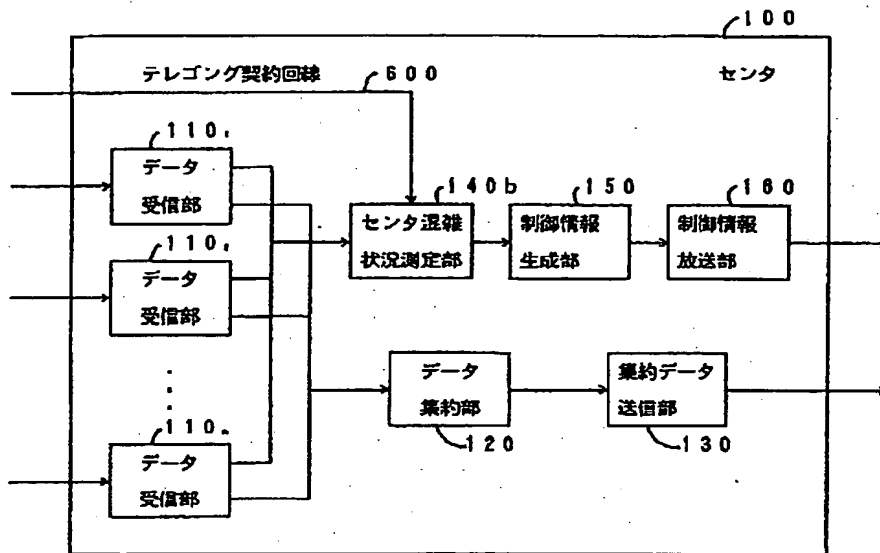 100
テレゴング契約回線
600
センタ
110
データ
受信部
140b
センタ混雑
状況測定部
150
制御情報
生成部
160
制御情報
放送部
110
データ
受信部
データ
集約部
120
集約データ
送信部
130
110
データ
受信部